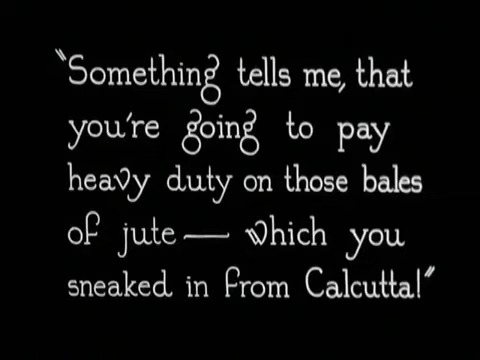 "Something tells me, that
you're going to pay
heavy duty on those bales
of jute — which you
sneaked in from Calcutta!"